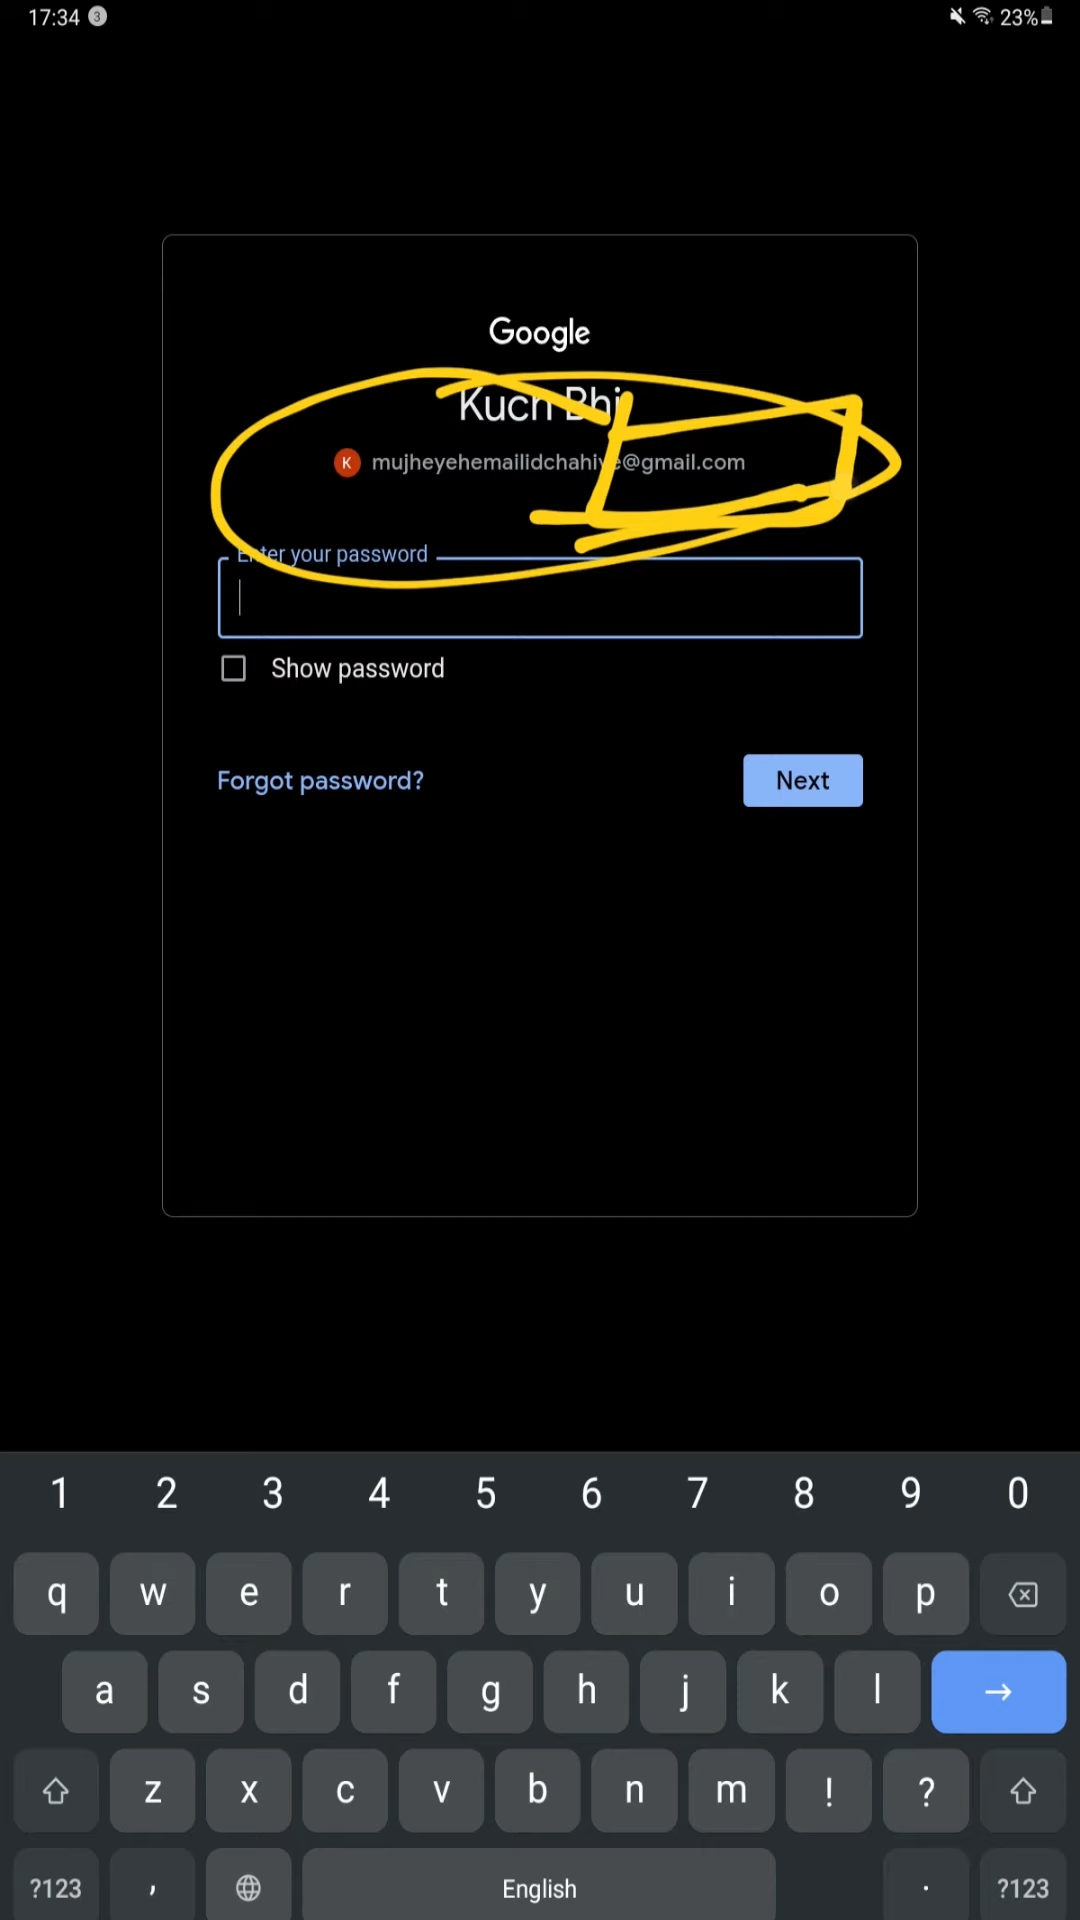 17:34 3 23%
Google
Kuch Bhi
K mujheyehemailidchahiye@gmail.com
Enter your password
Show password
Forgot password? Next
1 2 3 4 5 6 7 8 9 0
q w e r t y u i o p
a s d f g h j k l
z x c v b n m ! ?
?123 , English . ?123